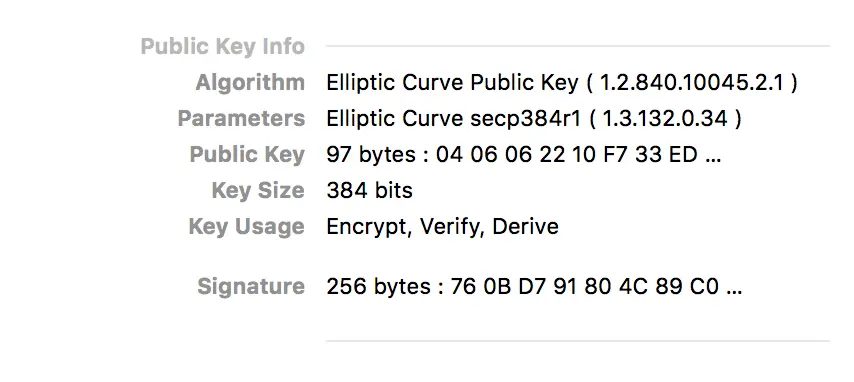 Public Key Info
Algorithm Elliptic Curve Public Key ( 1.2.840.10045.2.1 )
Parameters Elliptic Curve secp384r1 ( 1.3.132.0.34 )
Public Key 97 bytes : 04 06 06 22 10 F7 33 ED ...
Key Size 384 bits
Key Usage Encrypt, Verify, Derive
Signature 256 bytes : 76 0B D7 91 80 4C 89 C0 ...